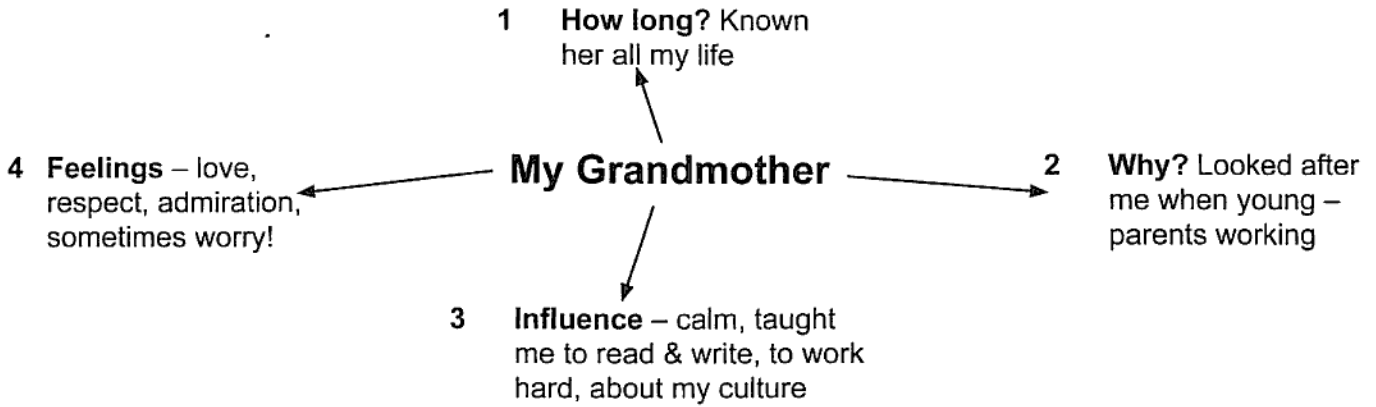 1 How long? Known
her all my life
My Grandmother
2 Why? Looked after
me when young –
parents working
3 Influence – calm, taught
me to read & write, to work
hard, about my culture
4 Feelings – love,
respect, admiration,
sometimes worry!